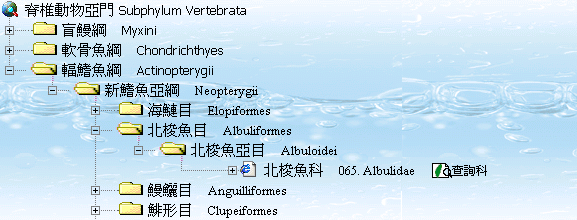 脊椎動物亞門 Subphylum Vertebrata
盲鰻綱 Myxini
軟骨魚綱 Chondrichthyes
輻鰭魚綱 Actinopterygii
新鰭魚亞綱 Neopterygii
海鰱目 Elopiformes
北梭魚目 Albuliformes
北梭魚亞目 Albuloidei
北梭魚科 065. Albulidae 查詢科
鰻鱺目 Anguilliformes
鯡形目 Clupeiformes